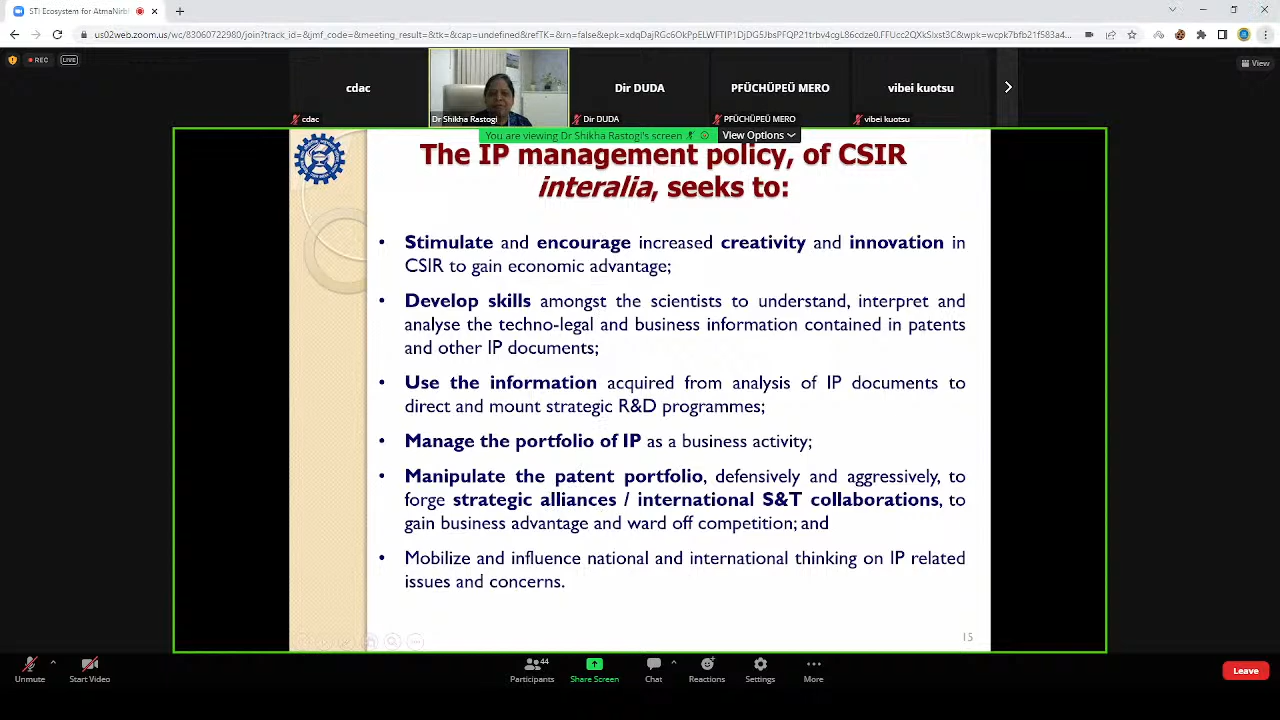 STI Ecosystem for AtmaNirb
us02web.zoom.us/wc/83060722980/join?track_id=&jmf_code=&meeting_result=&tk=&cap=undefined&refTK=&rn=false&epk=
REC
LIVE
View
cdac
Dir DUDA
PFÜCHÜPEÜ MERO
vibei kuotsu
cdac
Dr Shikha Rastogi
Dir DUDA
PFÜCHÜPEÜ MERO
vibei kuotsu
You are viewing Dr Shikha Rastogi's screen
View Options
The IP management policy, of CSIR
interalia, seeks to:
• Stimulate and encourage increased creativity and innovation in
CSIR to gain economic advantage;
• Develop skills amongst the scientists to understand, interpret and
analyse the techno-legal and business information contained in patents
and other IP documents;
• Use the information acquired from analysis of IP documents to
direct and mount strategic R&D programmes;
• Manage the portfolio of IP as a business activity;
• Manipulate the patent portfolio, defensively and aggressively, to
forge strategic alliances / international S&T collaborations, to
gain business advantage and ward off competition; and
• Mobilize and influence national and international thinking on IP related
issues and concerns.
15
Unmute
Start Video
44
Participants
Share Screen
Chat
Reactions
Settings
More
Leave